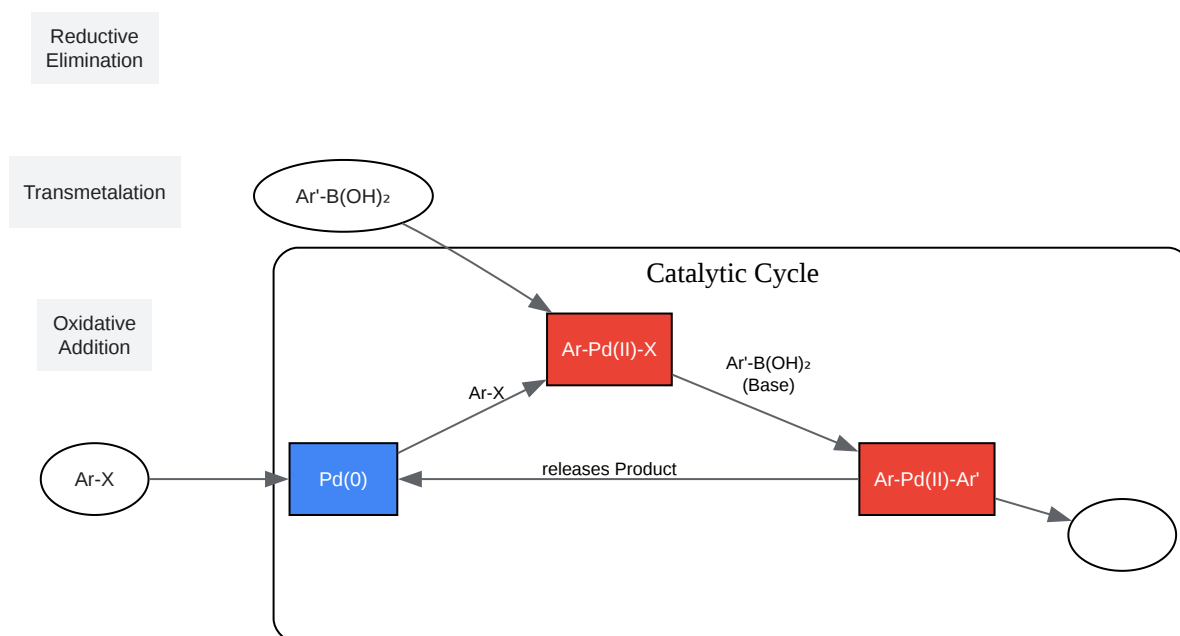 Reductive
Elimination
Transmetalation
Ar'-B(OH)₂
Catalytic Cycle
Oxidative
Addition
Ar-Pd(II)-X
Ar'-B(OH)₂
(Base)
Ar-X
Ar-X
Pd(0)
releases Product
Ar-Pd(II)-Ar'